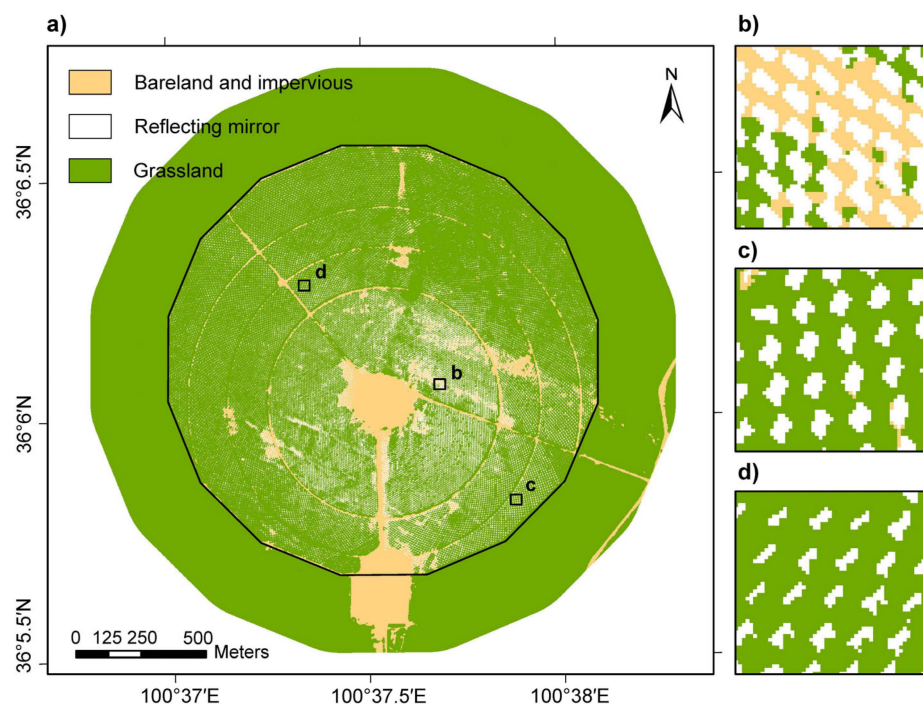 a)
Bareland and impervious
Reflecting mirror
Grassland
N
d
b
c
36°6.5′N
36°6′N
36°5.5′N
0 125 250 500
Meters
100°37′E 100°37.5′E 100°38′E
b)
c)
d)